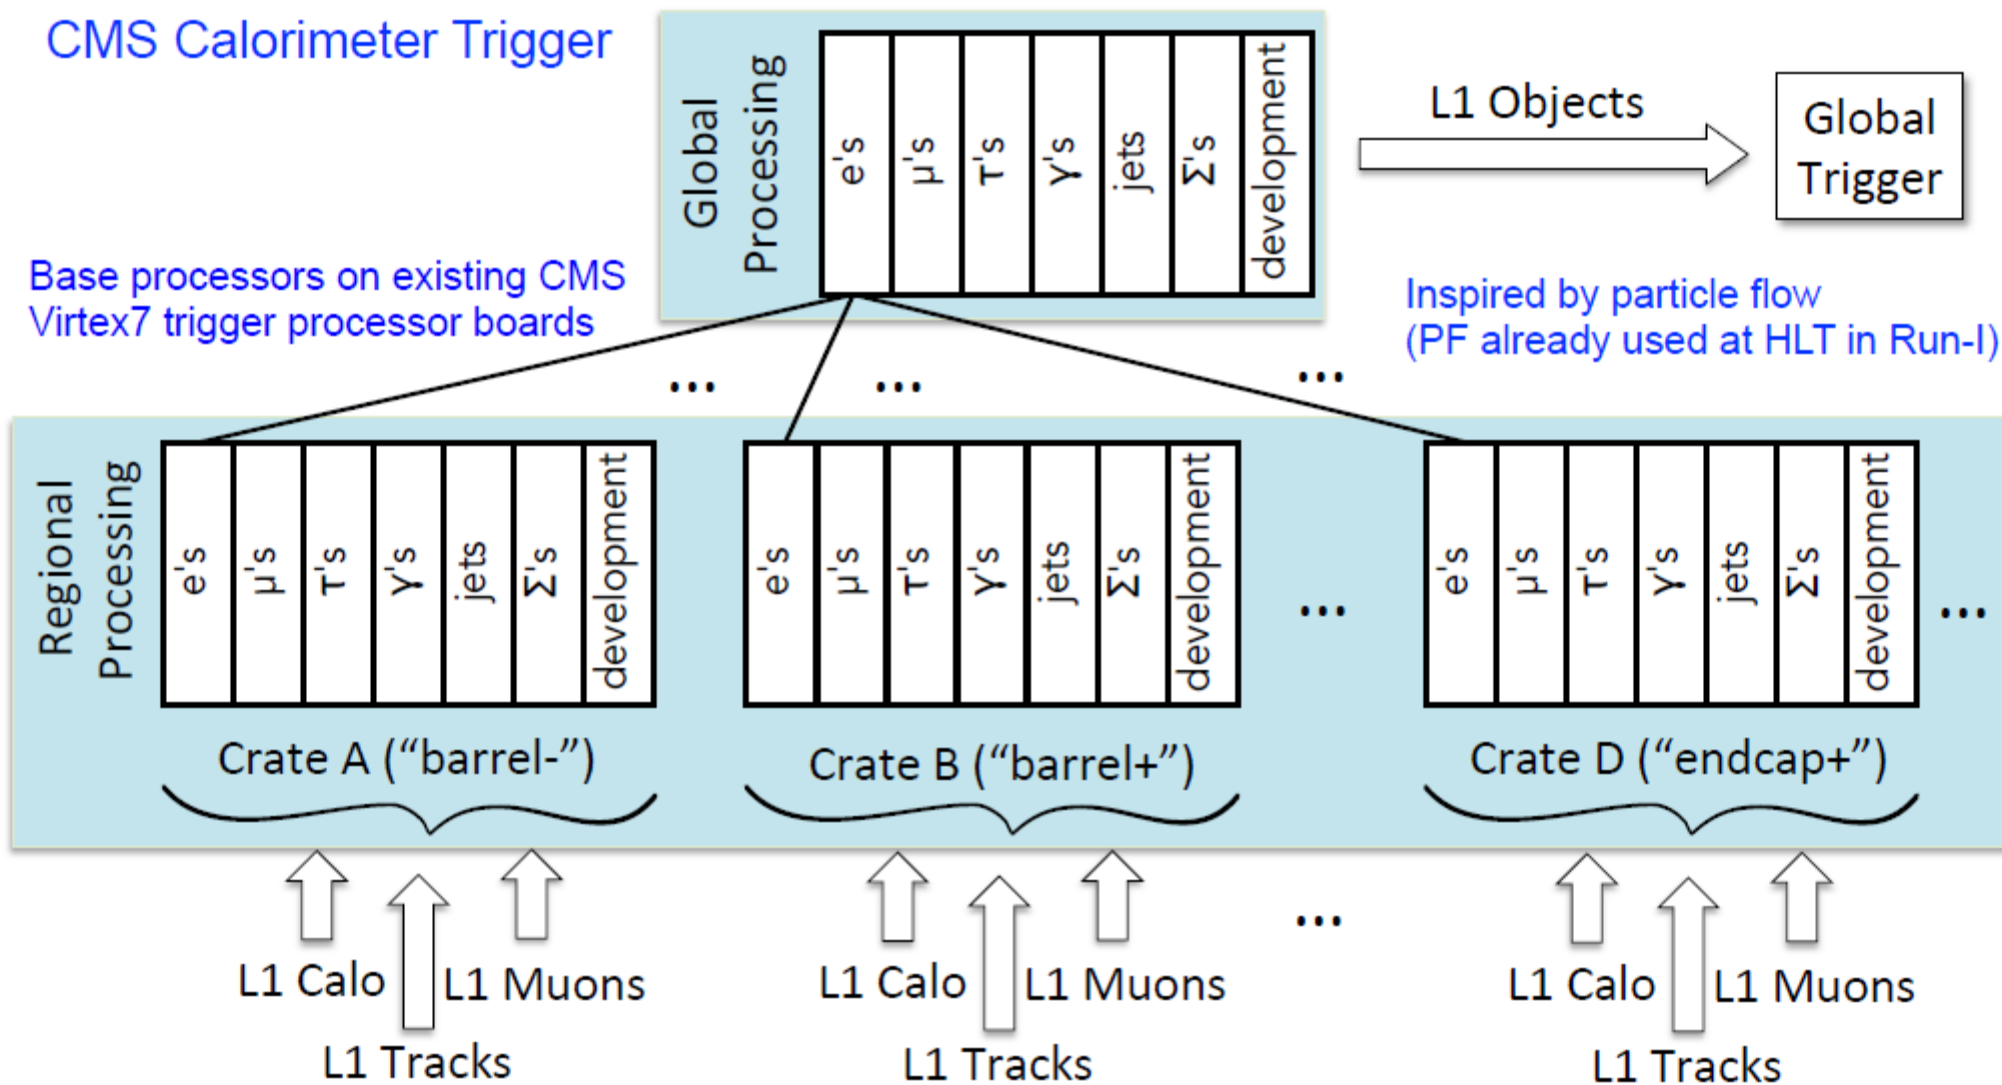 CMS Calorimeter Trigger
Global
Processing
e's
μ's
τ's
γ's
jets
Σ's
development
L1 Objects
Global
Trigger
Base processors on existing CMS
Virtex7 trigger processor boards
Inspired by particle flow
(PF already used at HLT in Run-I)
...
...
...
Regional
Processing
e's
μ's
τ's
γ's
jets
Σ's
development
Crate A (“barrel-”)
e's
μ's
τ's
γ's
jets
Σ's
development
Crate B (“barrel+”)
...
e's
μ's
τ's
γ's
jets
Σ's
development
Crate D (“endcap+”)
...
L1 Calo
L1 Muons
L1 Tracks
L1 Calo
L1 Muons
L1 Tracks
...
L1 Calo
L1 Muons
L1 Tracks